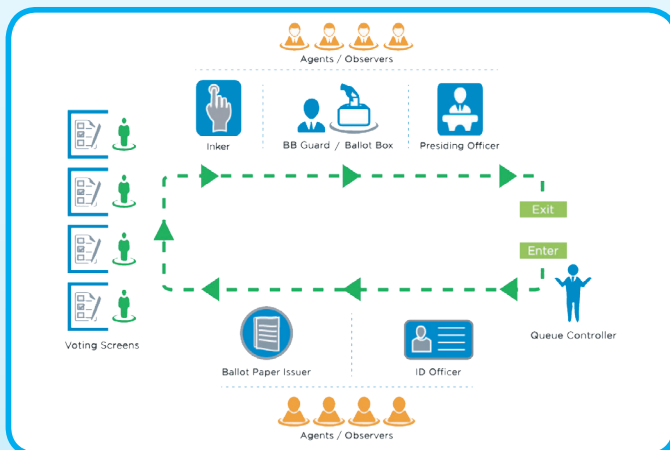 Agents / Observers
Inker
BB Guard / Ballot Box
Presiding Officer
Exit
Enter
Queue Controller
Voting Screens
Ballot Paper Issuer
ID Officer
Agents / Observers